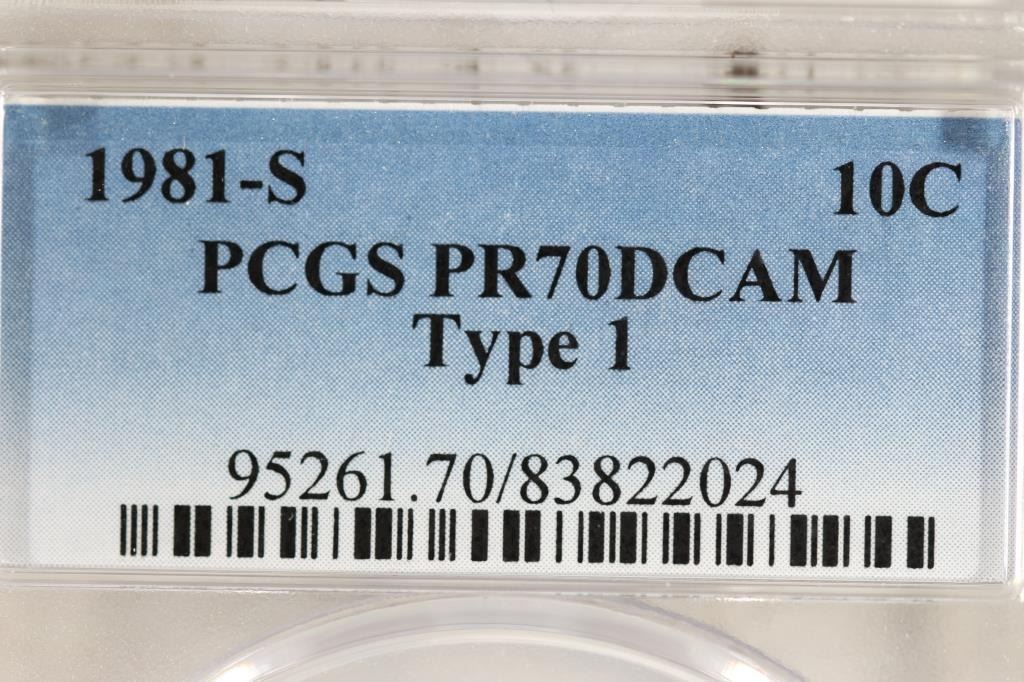 1981-S 10C
PCGS PR70DCAM
Type 1
95261.70/83822024